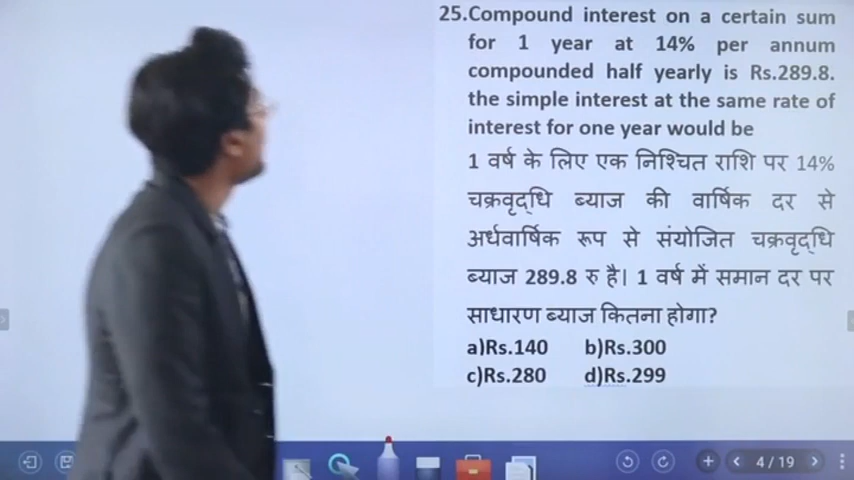 25.Compound interest on a certain sum
for 1 year at 14% per annum
compounded half yearly is Rs.289.8.
the simple interest at the same rate of
interest for one year would be
1 वर्ष के लिए एक निश्चित राशि पर 14%
चक्रवृद्धि ब्याज की वार्षिक दर से
अर्धवार्षिक रूप से संयोजित चक्रवृद्धि
ब्याज 289.8 रु है। 1 वर्ष में समान दर पर
साधारण ब्याज कितना होगा?
a)Rs.140 b)Rs.300
c)Rs.280 d)Rs.299
4 / 19